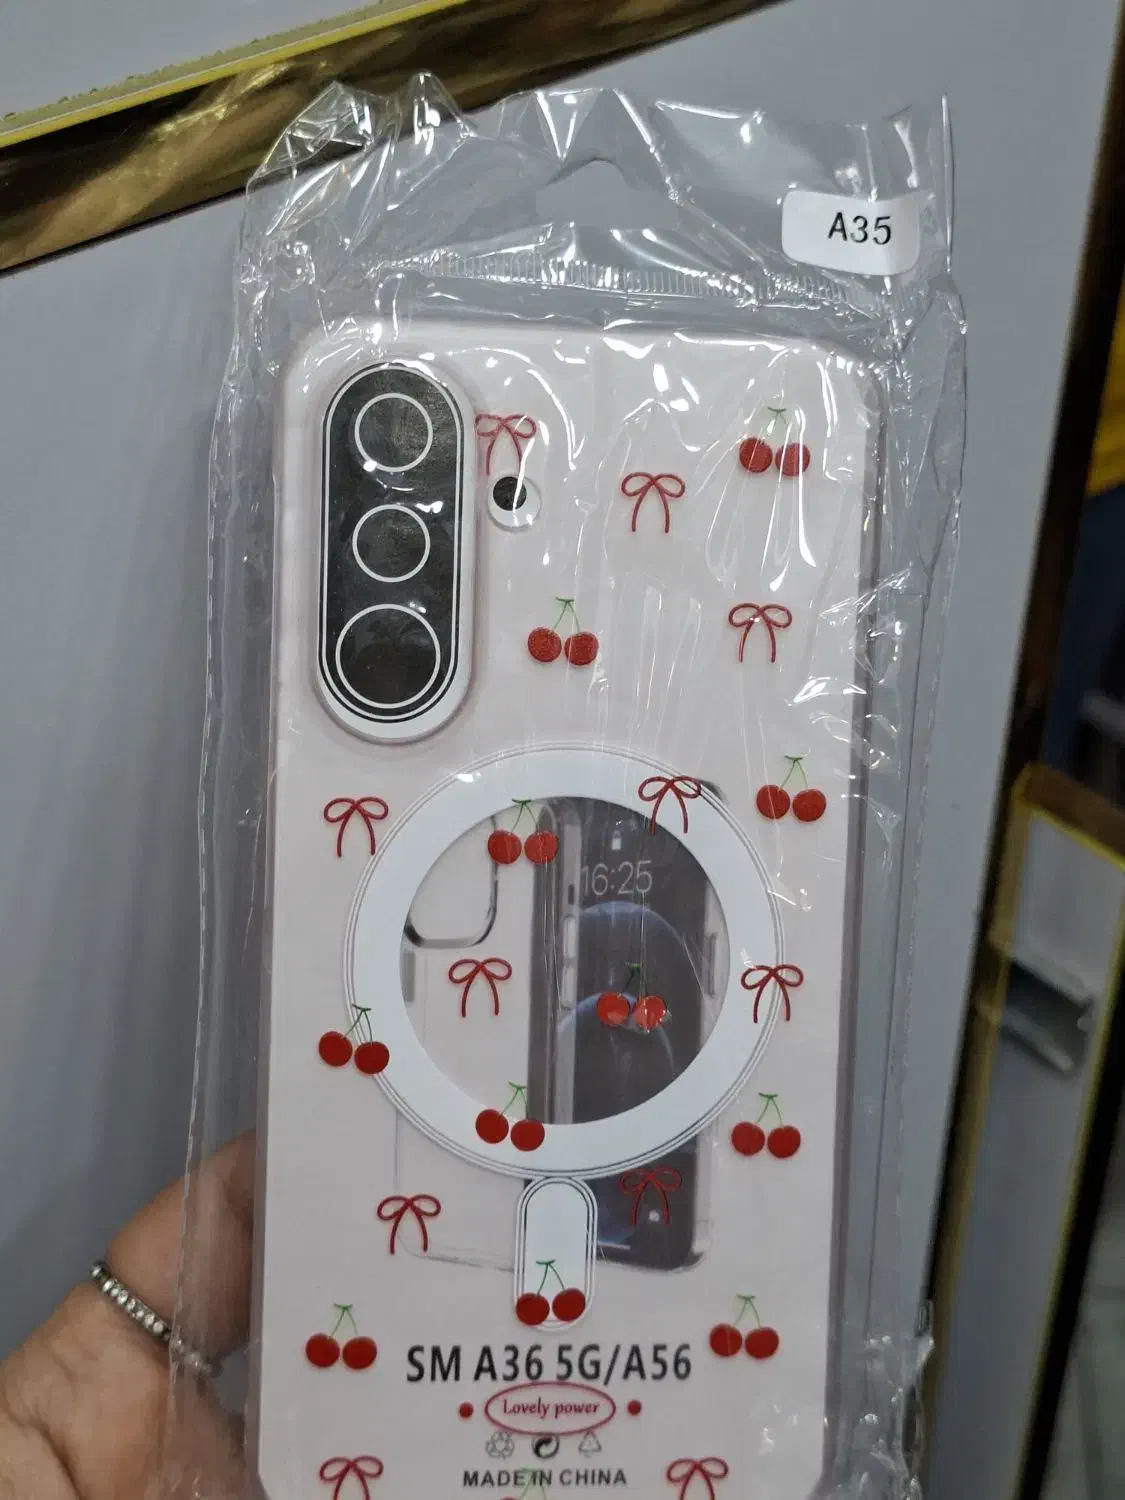 A35
16:25
SM A36 5G/A56
Lovely power
MADE IN CHINA